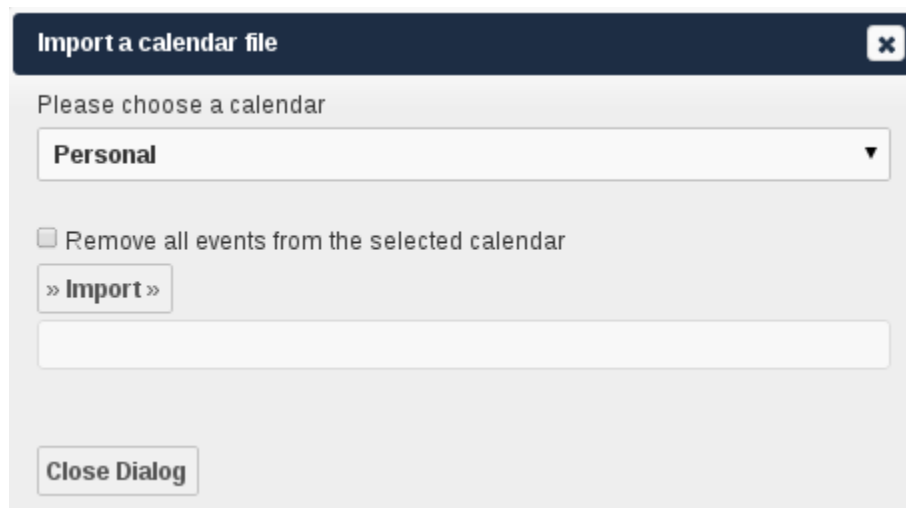 Import a calendar file
Please choose a calendar
Personal
Remove all events from the selected calendar
» Import »
Close Dialog